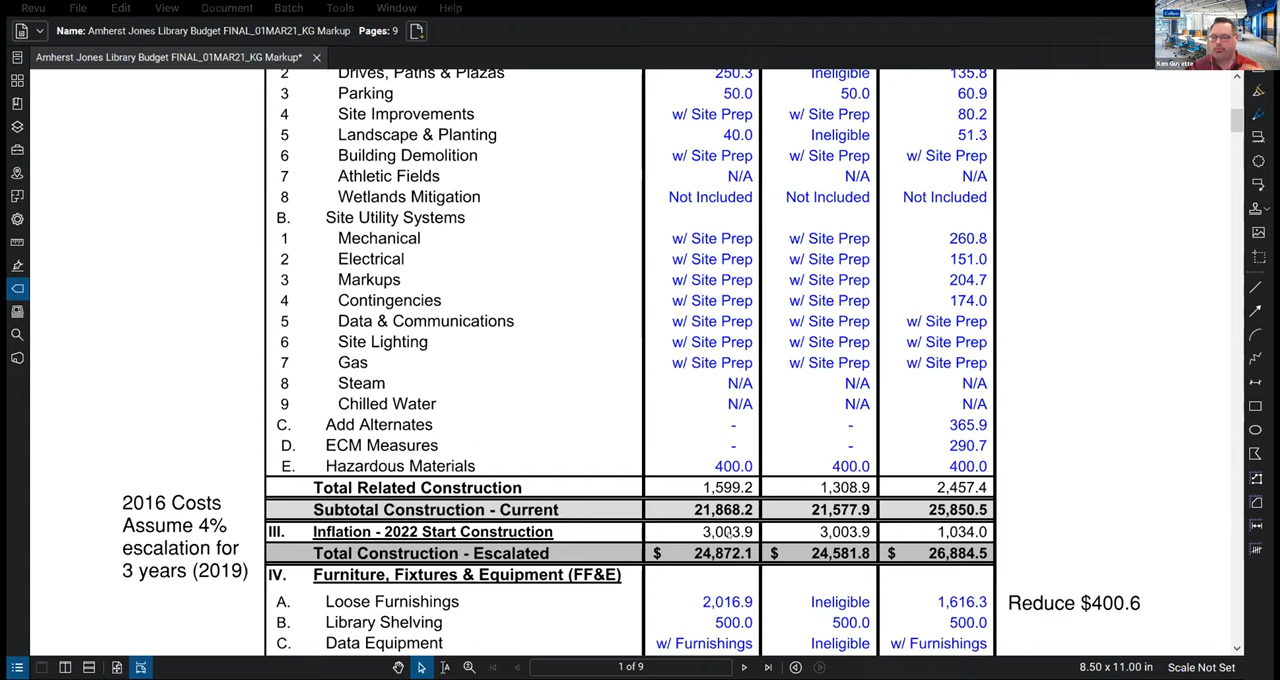 Revu File Edit View Document Batch Tools Window Help
Name: Amherst Jones Library Budget FINAL_01MAR21_KG Markup Pages: 9
Amherst Jones Library Budget FINAL_01MAR21_KG Markup*
Colliers
Ken Guyette
2 Drives, Paths & Plazas 250.3 Ineligible 135.8
3 Parking 50.0 50.0 60.9
4 Site Improvements w/ Site Prep w/ Site Prep 80.2
5 Landscape & Planting 40.0 Ineligible 51.3
6 Building Demolition w/ Site Prep w/ Site Prep w/ Site Prep
7 Athletic Fields N/A N/A N/A
8 Wetlands Mitigation Not Included Not Included Not Included
B. Site Utility Systems
1 Mechanical w/ Site Prep w/ Site Prep 260.8
2 Electrical w/ Site Prep w/ Site Prep 151.0
3 Markups w/ Site Prep w/ Site Prep 204.7
4 Contingencies w/ Site Prep w/ Site Prep 174.0
5 Data & Communications w/ Site Prep w/ Site Prep w/ Site Prep
6 Site Lighting w/ Site Prep w/ Site Prep w/ Site Prep
7 Gas w/ Site Prep w/ Site Prep w/ Site Prep
8 Steam N/A N/A N/A
9 Chilled Water N/A N/A N/A
C. Add Alternates - - 365.9
D. ECM Measures - - 290.7
E. Hazardous Materials 400.0 400.0 400.0
Total Related Construction 1,599.2 1,308.9 2,457.4
Subtotal Construction - Current 21,868.2 21,577.9 25,850.5
III. Inflation - 2022 Start Construction 3,003.9 3,003.9 1,034.0
Total Construction - Escalated $ 24,872.1 $ 24,581.8 $ 26,884.5
2016 Costs
Assume 4%
escalation for
3 years (2019)
IV. Furniture, Fixtures & Equipment (FF&E)
A. Loose Furnishings 2,016.9 Ineligible 1,616.3
Reduce $400.6
B. Library Shelving 500.0 500.0 500.0
C. Data Equipment w/ Furnishings Ineligible w/ Furnishings
1 of 9
8.50 x 11.00 in Scale Not Set